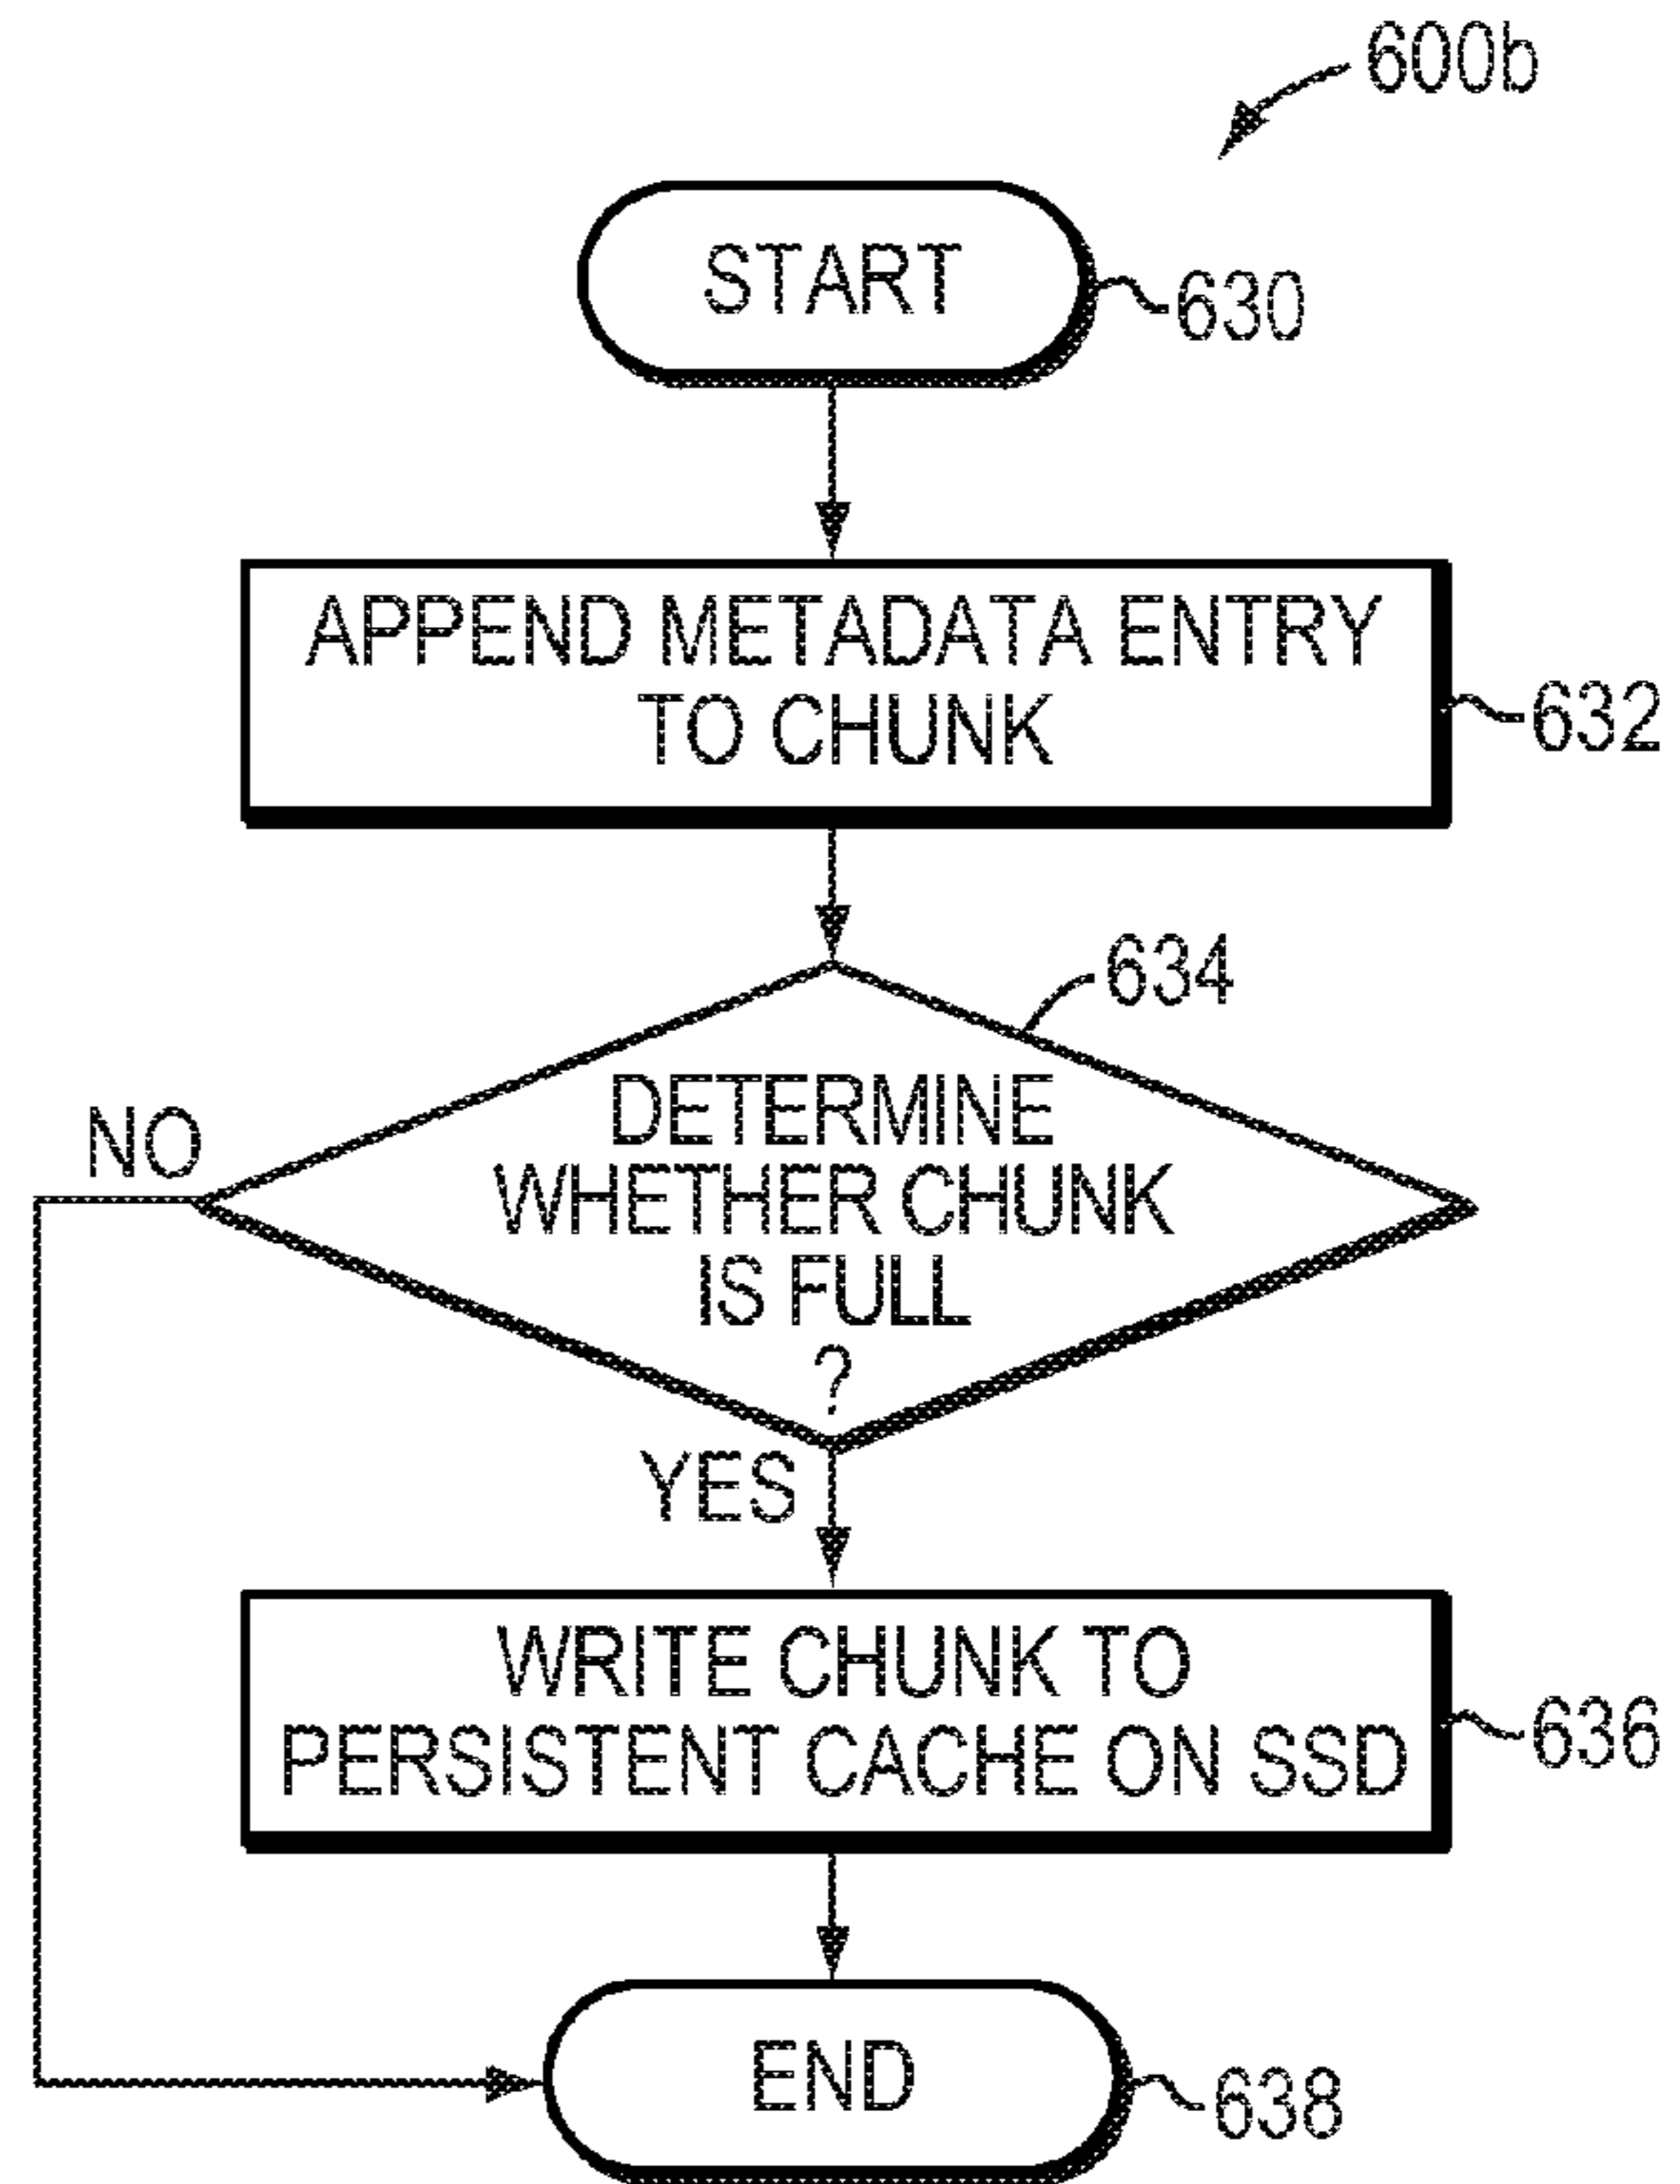 600b
START
630
APPEND METADATA ENTRY
TO CHUNK
632
634
DETERMINE
WHETHER CHUNK
IS FULL
?
NO
YES
WRITE CHUNK TO
PERSISTENT CACHE ON SSD
636
END
638